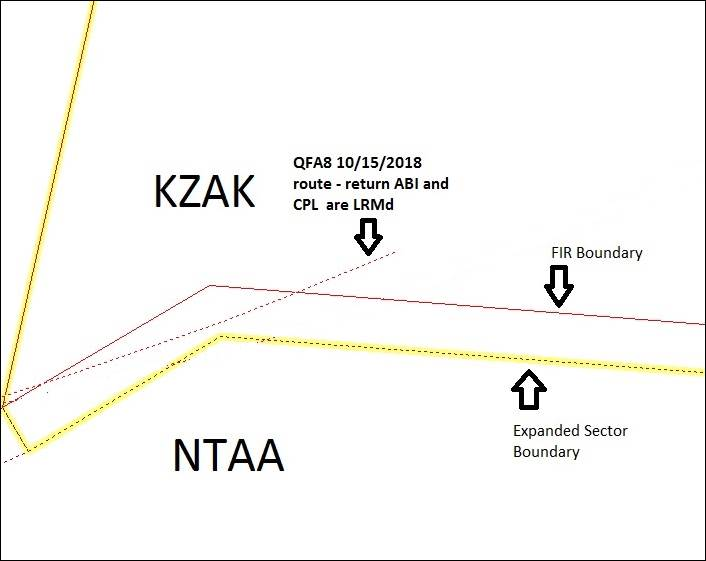 QFA8 10/15/2018
route - return ABI and
CPL  are LRMd
KZAK
FIR Boundary
Expanded Sector
Boundary
NTAA